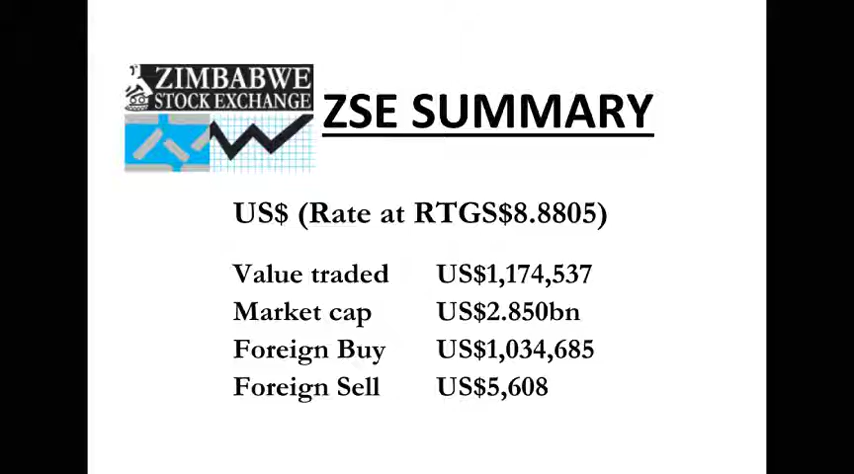 ZIMBABWE
STOCK EXCHANGE
ZSE SUMMARY
US$ (Rate at RTGS$8.8805)
Value traded US$1,174,537
Market cap US$2.850bn
Foreign Buy US$1,034,685
Foreign Sell US$5,608